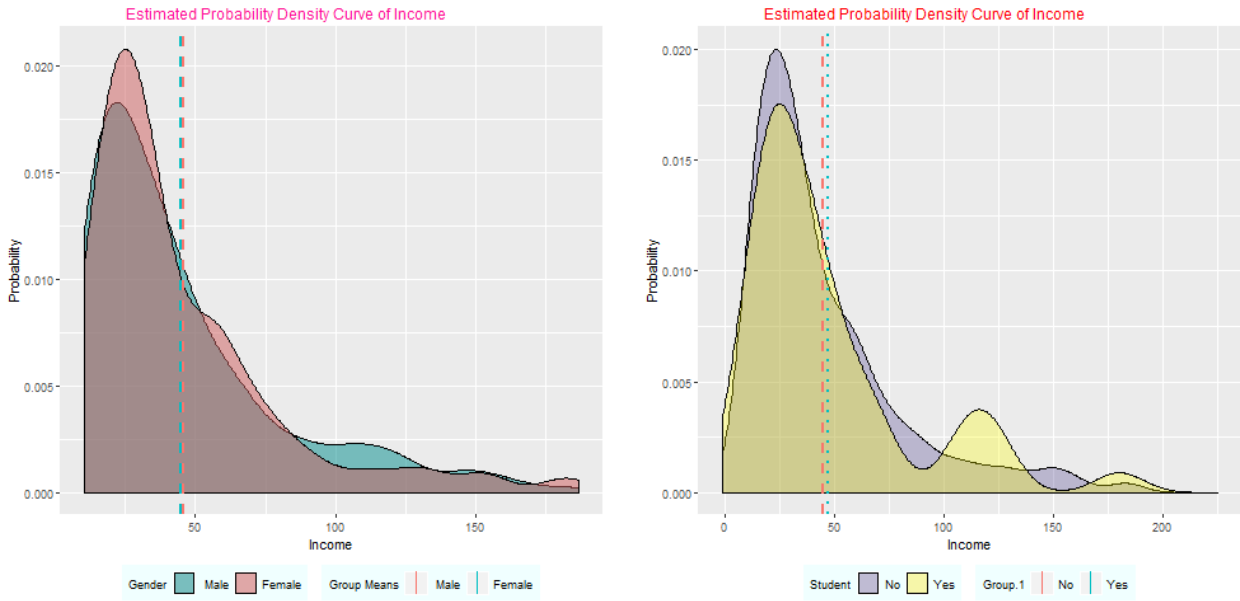 Estimated Probability Density Curve of Income
0.020
0.015
0.010
0.005
0.000
Probability
50 100 150
Income
Gender Male Female Group Means Male Female
Estimated Probability Density Curve of Income
0.020
0.015
0.010
0.005
0.000
Probability
0 50 100 150 200
Income
Student No Yes Group.1 No Yes